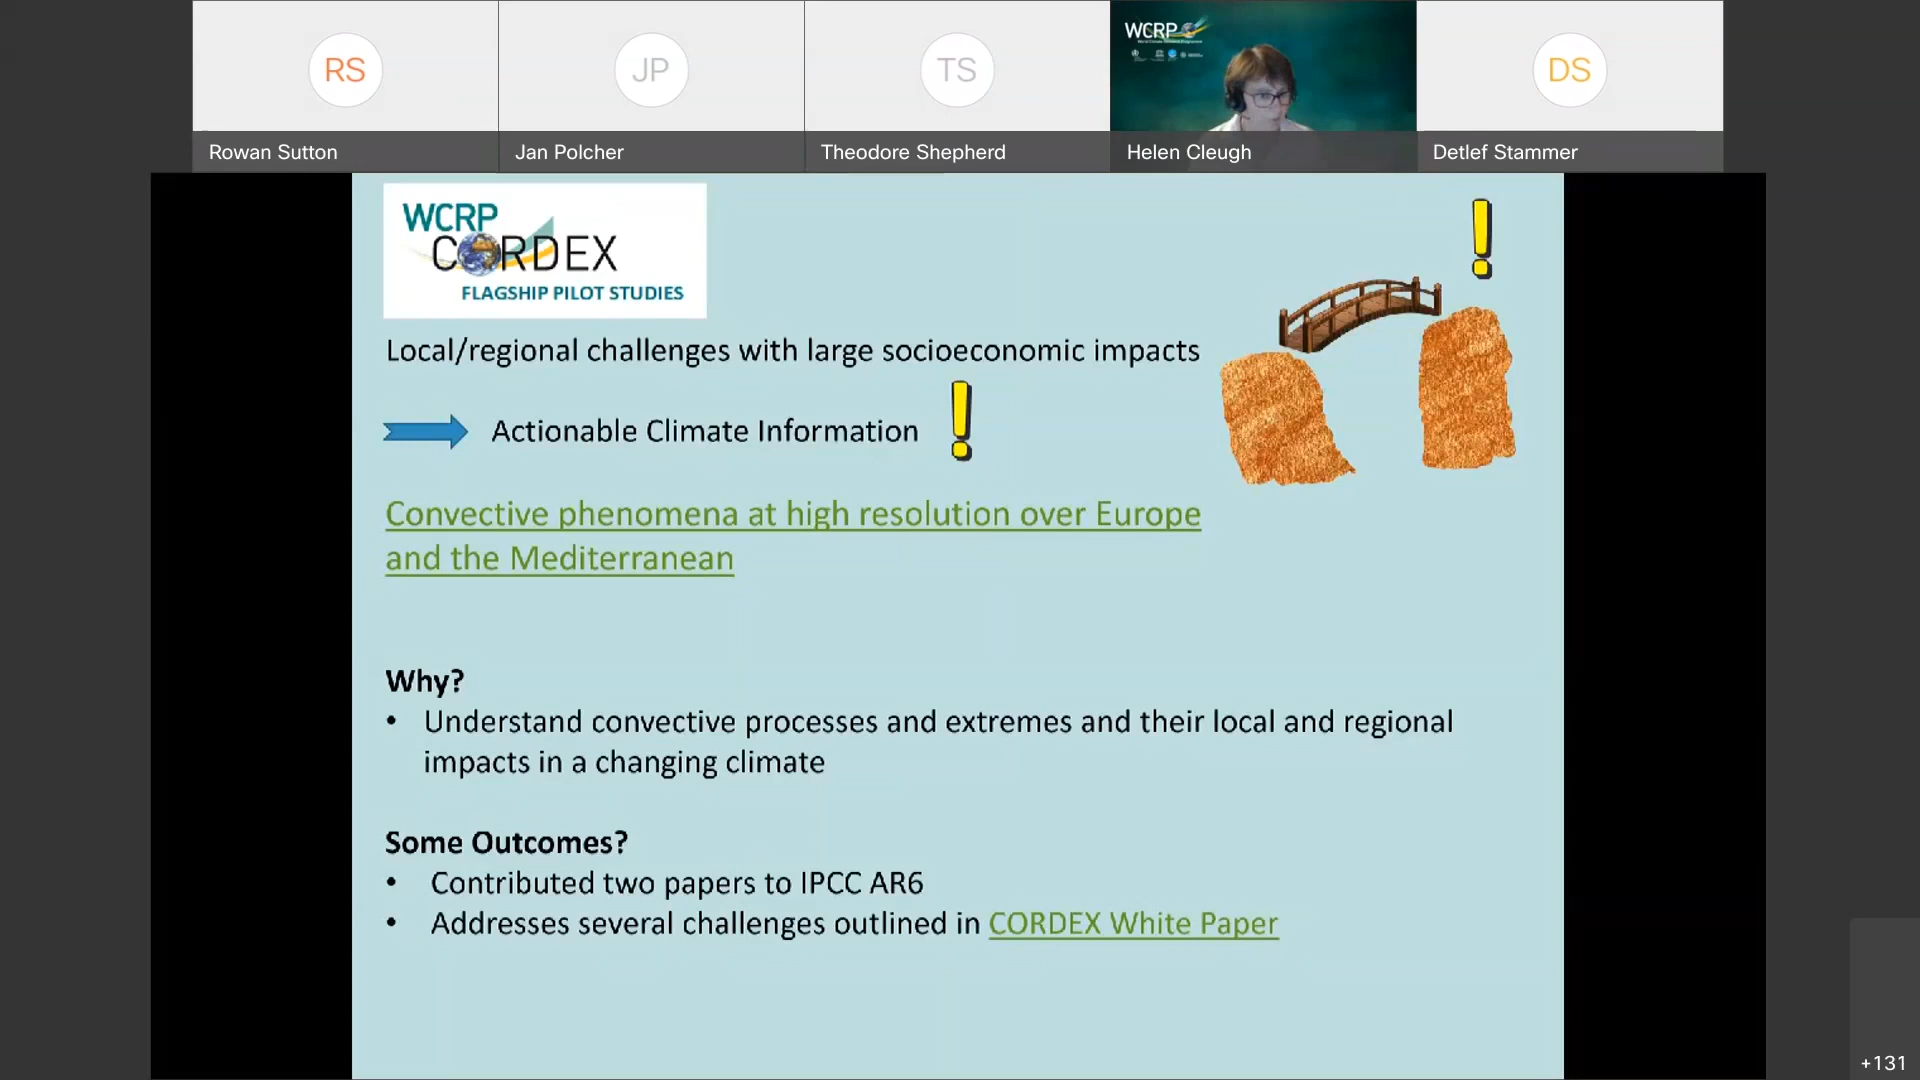 RS
JP
TS
WCRP
DS
Rowan Sutton
Jan Polcher
Theodore Shepherd
Helen Cleugh
Detlef Stammer
WCRP
CORDEX
FLAGSHIP PILOT STUDIES
Local/regional challenges with large socioeconomic impacts
Actionable Climate Information
Convective phenomena at high resolution over Europe
and the Mediterranean
Why?
• Understand convective processes and extremes and their local and regional
impacts in a changing climate
Some Outcomes?
• Contributed two papers to IPCC AR6
• Addresses several challenges outlined in CORDEX White Paper
+131